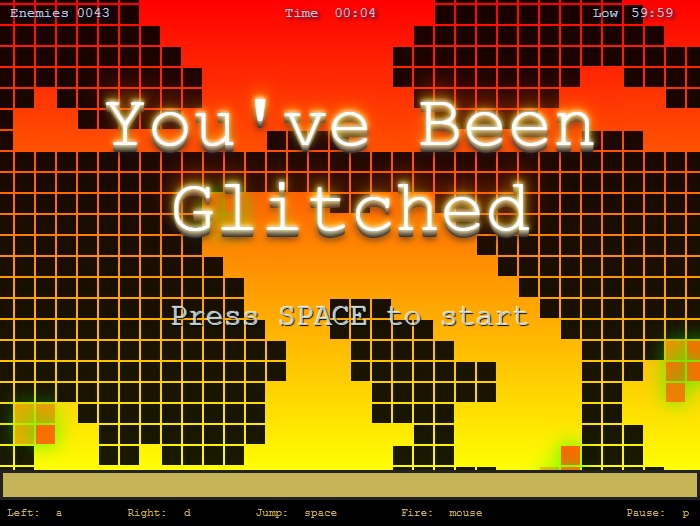 Enemies 0043 Time 00:04 Low 59:59
You've Been
Glitched
Press SPACE to start
Left: a Right: d Jump: space Fire: mouse Pause: p